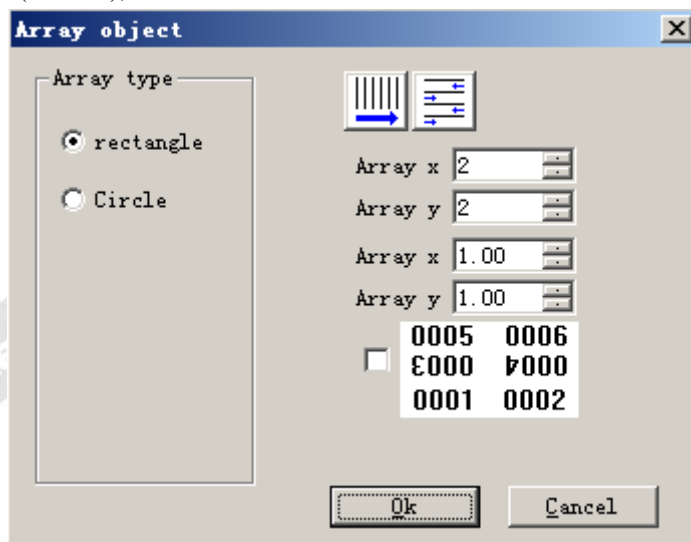 Array object
Array type
rectangle
Circle
Array x 2
Array y 2
Array x 1.00
Array y 1.00
0005 0006
0003 0004
0001 0002
Ok
Cancel